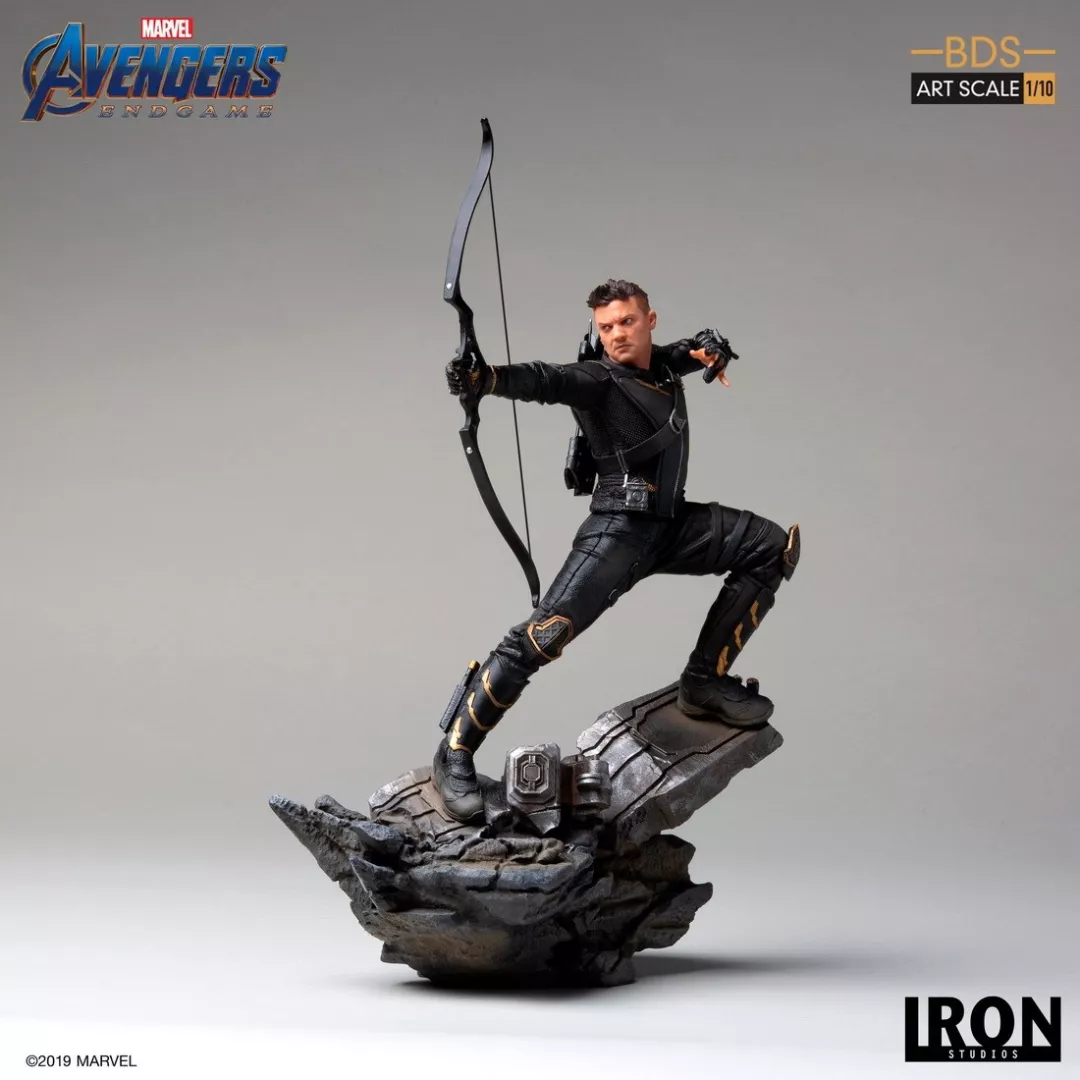 MARVEL
AVENGERS
ENDGAME
BDS
ART SCALE 1/10
©2019 MARVEL
IRON
STUDIOS